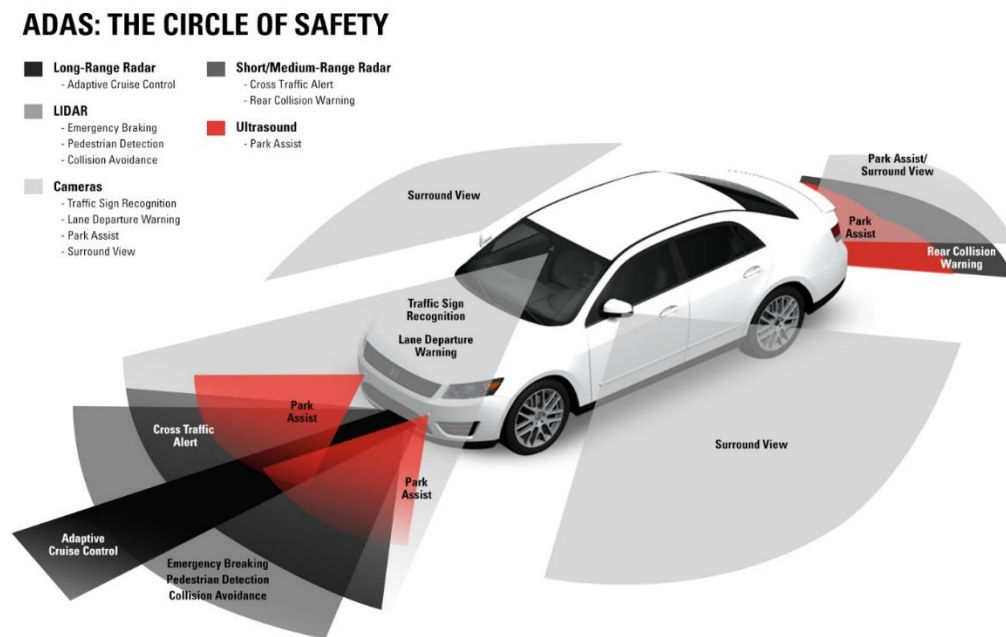 ADAS: THE CIRCLE OF SAFETY
Long-Range Radar
- Adaptive Cruise Control
LIDAR
- Emergency Braking
- Pedestrian Detection
- Collision Avoidance
Cameras
- Traffic Sign Recognition
- Lane Departure Warning
- Park Assist
- Surround View
Short/Medium-Range Radar
- Cross Traffic Alert
- Rear Collision Warning
Ultrasound
- Park Assist
Surround View
Park Assist/
Surround View
Park
Assist
Rear Collision
Warning
Traffic Sign
Recognition
Lane Departure
Warning
Park
Assist
Cross Traffic
Alert
Park
Assist
Surround View
Adaptive
Cruise Control
Emergency Breaking
Pedestrian Detection
Collision Avoidance